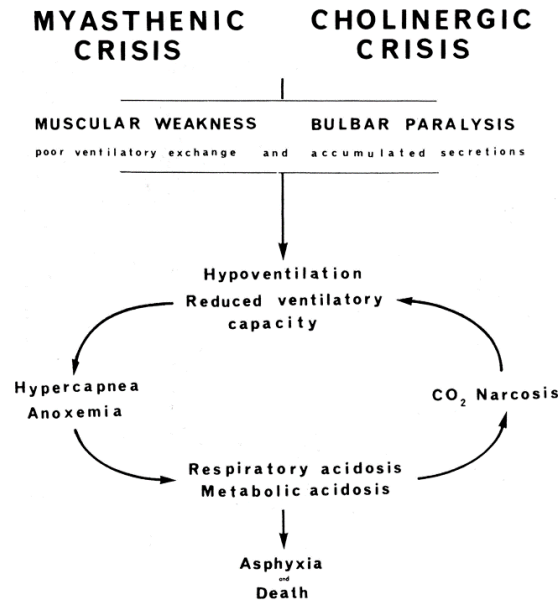 MYASTHENIC CRISIS
CHOLINERGIC CRISIS
MUSCULAR WEAKNESS
BULBAR PARALYSIS
poor ventilatory exchange and accumulated secretions
Hypoventilation
Reduced ventilatory
capacity
Hypercapnea
Anoxemia
CO₂ Narcosis
Respiratory acidosis
Metabolic acidosis
Asphyxia
and
Death